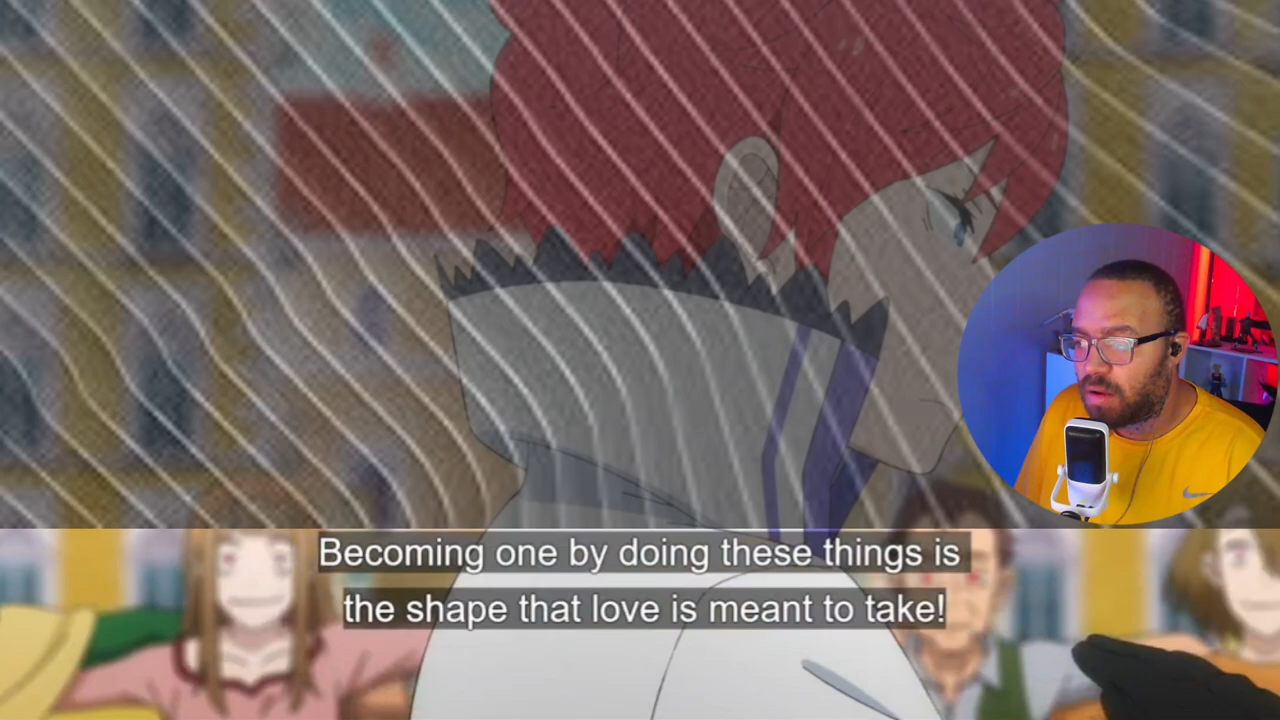 Becoming one by doing these things is
the shape that love is meant to take!